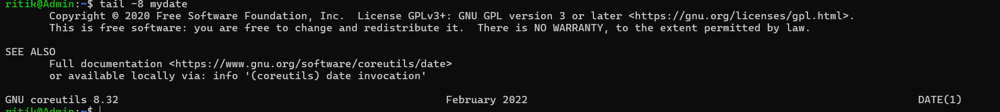 ritik@Admin:~$ tail -8 mydate
Copyright © 2020 Free Software Foundation, Inc.  License GPLv3+: GNU GPL version 3 or later <https://gnu.org/licenses/gpl.html>.
This is free software: you are free to change and redistribute it.  There is NO WARRANTY, to the extent permitted by law.
SEE ALSO
Full documentation <https://www.gnu.org/software/coreutils/date>
or available locally via: info '(coreutils) date invocation'
GNU coreutils 8.32 February 2022 DATE(1)
ritik@Admin:~$